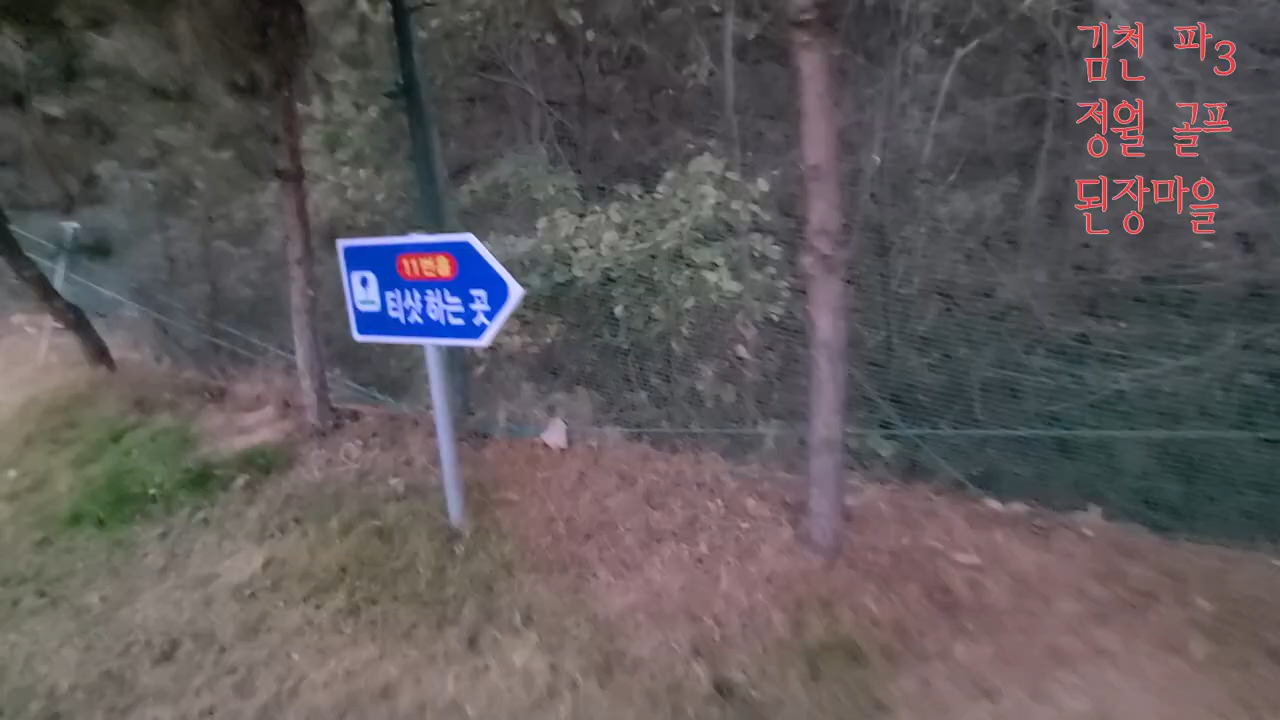 김천 파3
정월 골프
된장마을
11번홀
티샷하는 곳